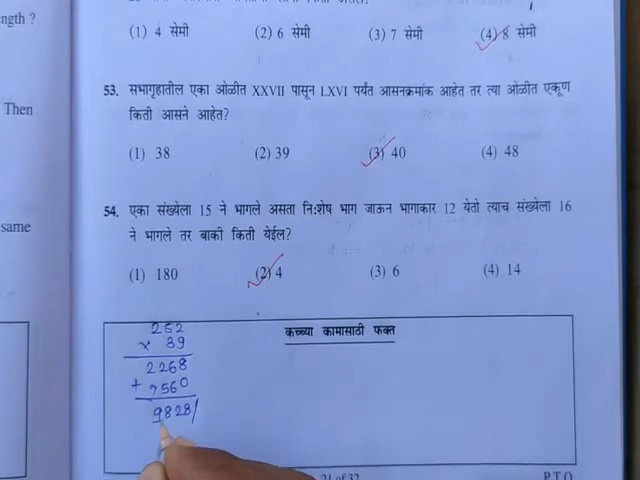 ngth ?
(1) 4 सेमी (2) 6 सेमी (3) 7 सेमी (4) 8 सेमी
53. सभागृहातील एका ओळीत XXVII पासून LXVI पर्यंत आसनक्रमांक आहेत तर त्या ओळीत एकूण
किती आसने आहेत?
Then
(1) 38 (2) 39 (3) 40 (4) 48
54. एका संख्येला 15 ने भागले असता नि:शेष भाग जाऊन भागाकार 12 येतो त्याच संख्येला 16
same
ने भागले तर बाकी किती येईल?
(1) 180 (2) 4 (3) 6 (4) 14
कच्च्या कामासाठी फक्त
252
x 39
2268
+ 7560
9828/
21 of 32 P.T.O